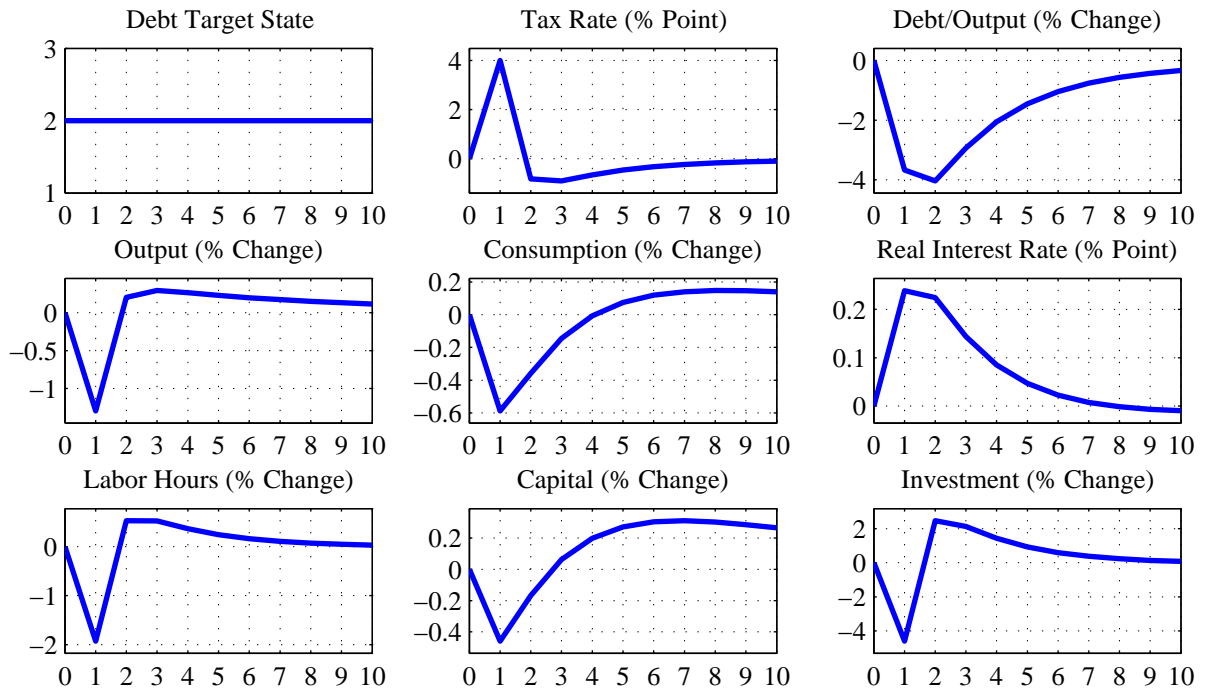 Debt Target State
Tax Rate (% Point)
Debt/Output (% Change)
3
2
1
0 1 2 3 4 5 6 7 8 9 10
4
2
0
0 1 2 3 4 5 6 7 8 9 10
0
−2
−4
0 1 2 3 4 5 6 7 8 9 10
Output (% Change)
Consumption (% Change)
Real Interest Rate (% Point)
0
−0.5
−1
0 1 2 3 4 5 6 7 8 9 10
0.2
0
−0.2
−0.4
−0.6
0 1 2 3 4 5 6 7 8 9 10
0.2
0.1
0
0 1 2 3 4 5 6 7 8 9 10
Labor Hours (% Change)
Capital (% Change)
Investment (% Change)
0
−1
−2
0 1 2 3 4 5 6 7 8 9 10
0.2
0
−0.2
−0.4
0 1 2 3 4 5 6 7 8 9 10
2
0
−2
−4
0 1 2 3 4 5 6 7 8 9 10